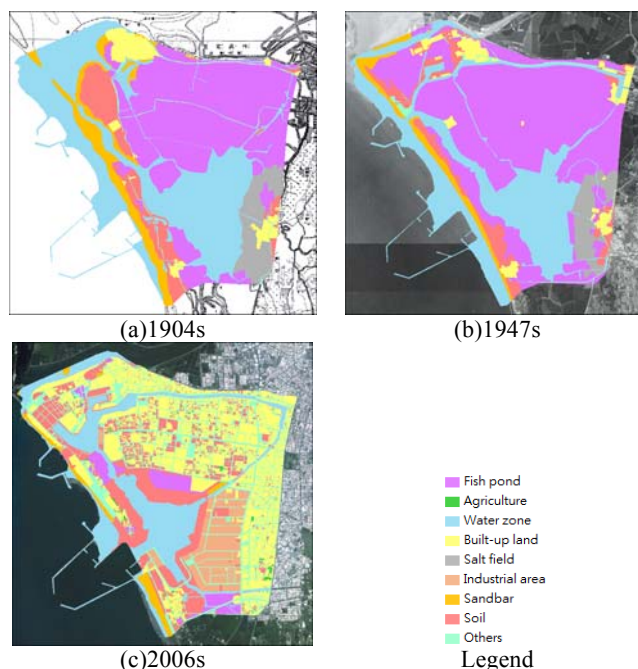 (a)1904s
(b)1947s
(c)2006s
Fish pond
Agriculture
Water zone
Built-up land
Salt field
Industrial area
Sandbar
Soil
Others
Legend